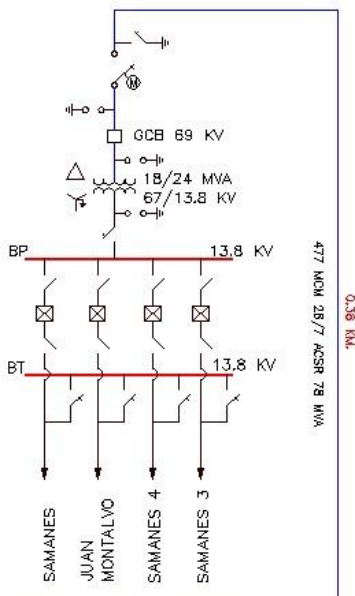 M
GCB 69 KV
18/24 MVA
67/13.8 KV
BP
13.8 KV
BT
13.8 KV
SAMANES
JUAN
MONTALVO
SAMANES 4
SAMANES 3
477 MCM 26/7 ACSR 78 MVA
0,38 KM.